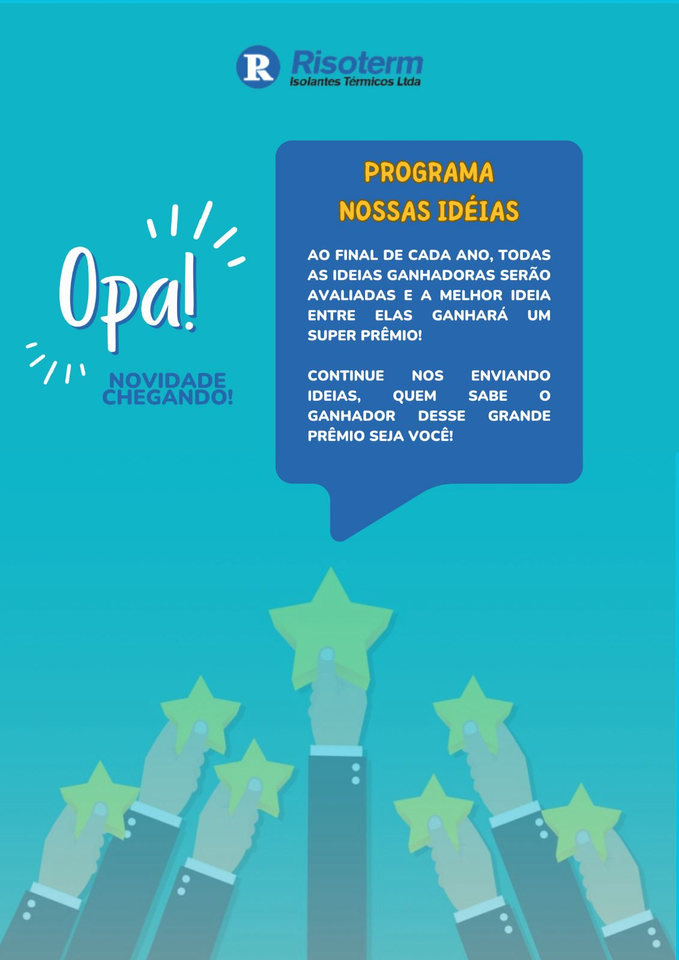 R Risoterm
Isolantes Térmicos Ltda
Opa!
NOVIDADE
CHEGANDO!
PROGRAMA
NOSSAS IDÉIAS
AO FINAL DE CADA ANO, TODAS
AS IDEIAS GANHADORAS SERÃO
AVALIADAS E A MELHOR IDEIA
ENTRE ELAS GANHARÁ UM
SUPER PRÊMIO!
CONTINUE NOS ENVIANDO
IDEIAS, QUEM SABE O
GANHADOR DESSE GRANDE
PRÊMIO SEJA VOCÊ!